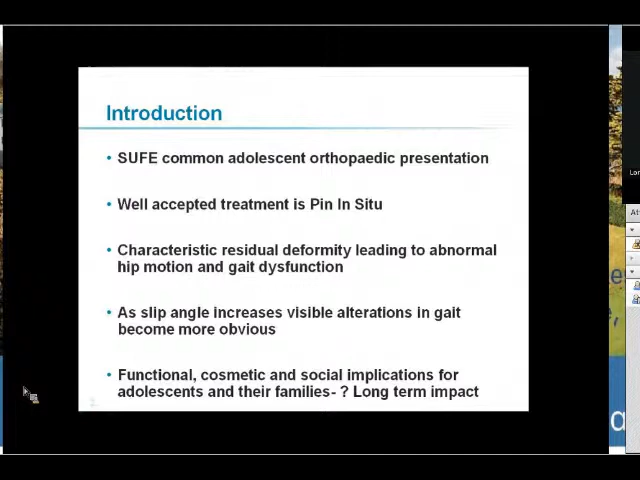 Introduction
• SUFE common adolescent orthopaedic presentation
• Well accepted treatment is Pin In Situ
• Characteristic residual deformity leading to abnormal
hip motion and gait dysfunction
• As slip angle increases visible alterations in gait
become more obvious
• Functional, cosmetic and social implications for
adolescents and their families- ? Long term impact